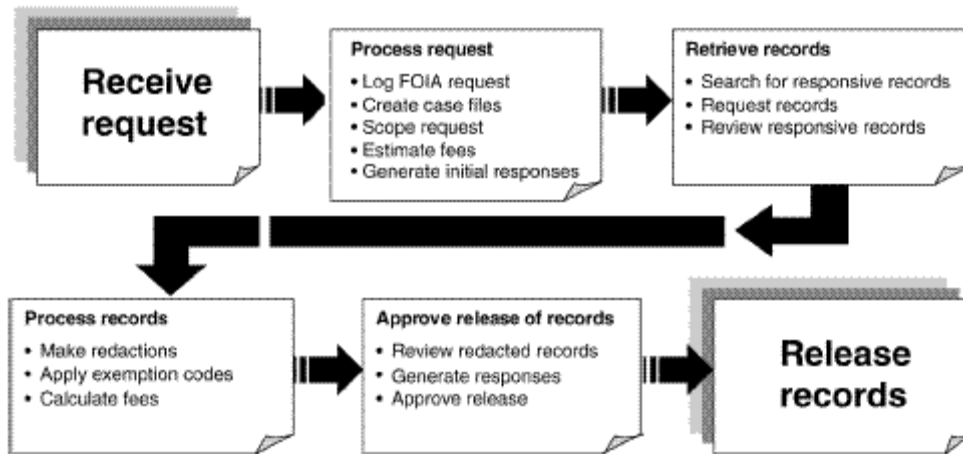 Receive
request
Process request
• Log FOIA request
• Create case files
• Scope request
• Estimate fees
• Generate initial responses
Retrieve records
• Search for responsive records
• Request records
• Review responsive records
Process records
• Make redactions
• Apply exemption codes
• Calculate fees
Approve release of records
• Review redacted records
• Generate responses
• Approve release
Release
records